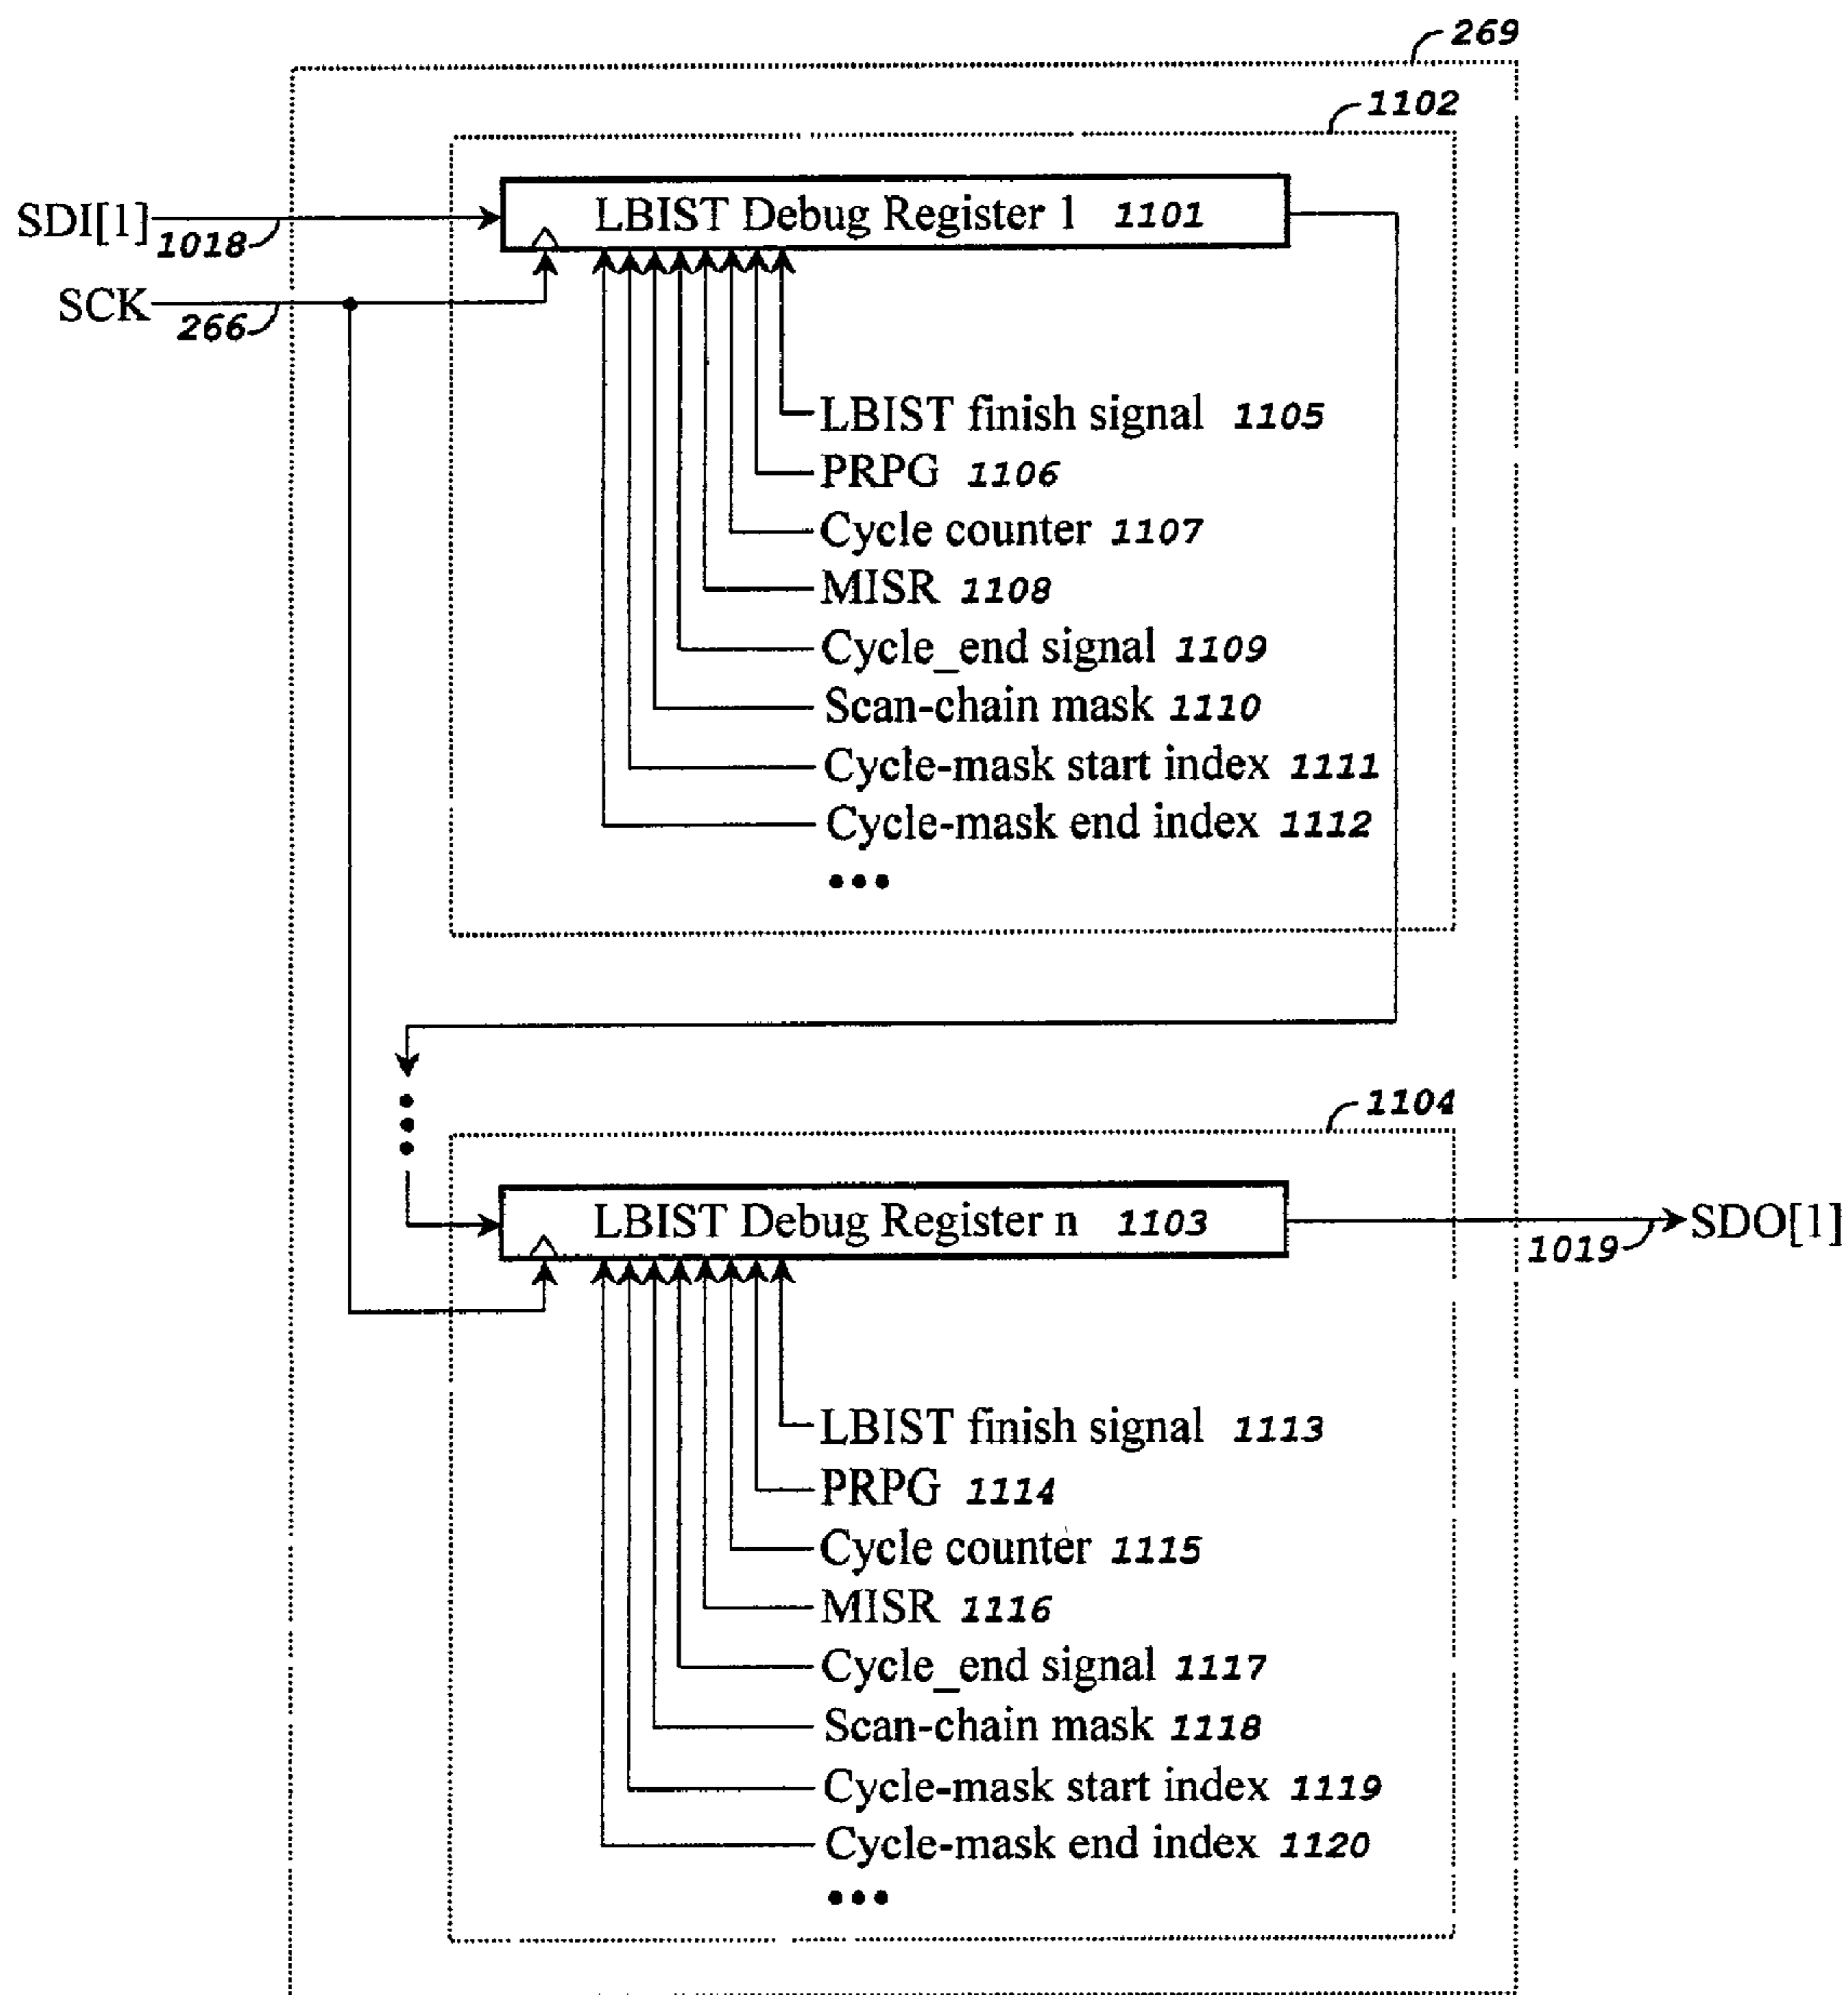 269
1102
SDI[1] 1018
LBIST Debug Register 1 1101
SCK 266
LBIST finish signal 1105
PRPG 1106
Cycle counter 1107
MISR 1108
Cycle_end signal 1109
Scan-chain mask 1110
Cycle-mask start index 1111
Cycle-mask end index 1112
•••
1104
LBIST Debug Register n 1103
SDO[1]
1019
LBIST finish signal 1113
PRPG 1114
Cycle counter 1115
MISR 1116
Cycle_end signal 1117
Scan-chain mask 1118
Cycle-mask start index 1119
Cycle-mask end index 1120
•••